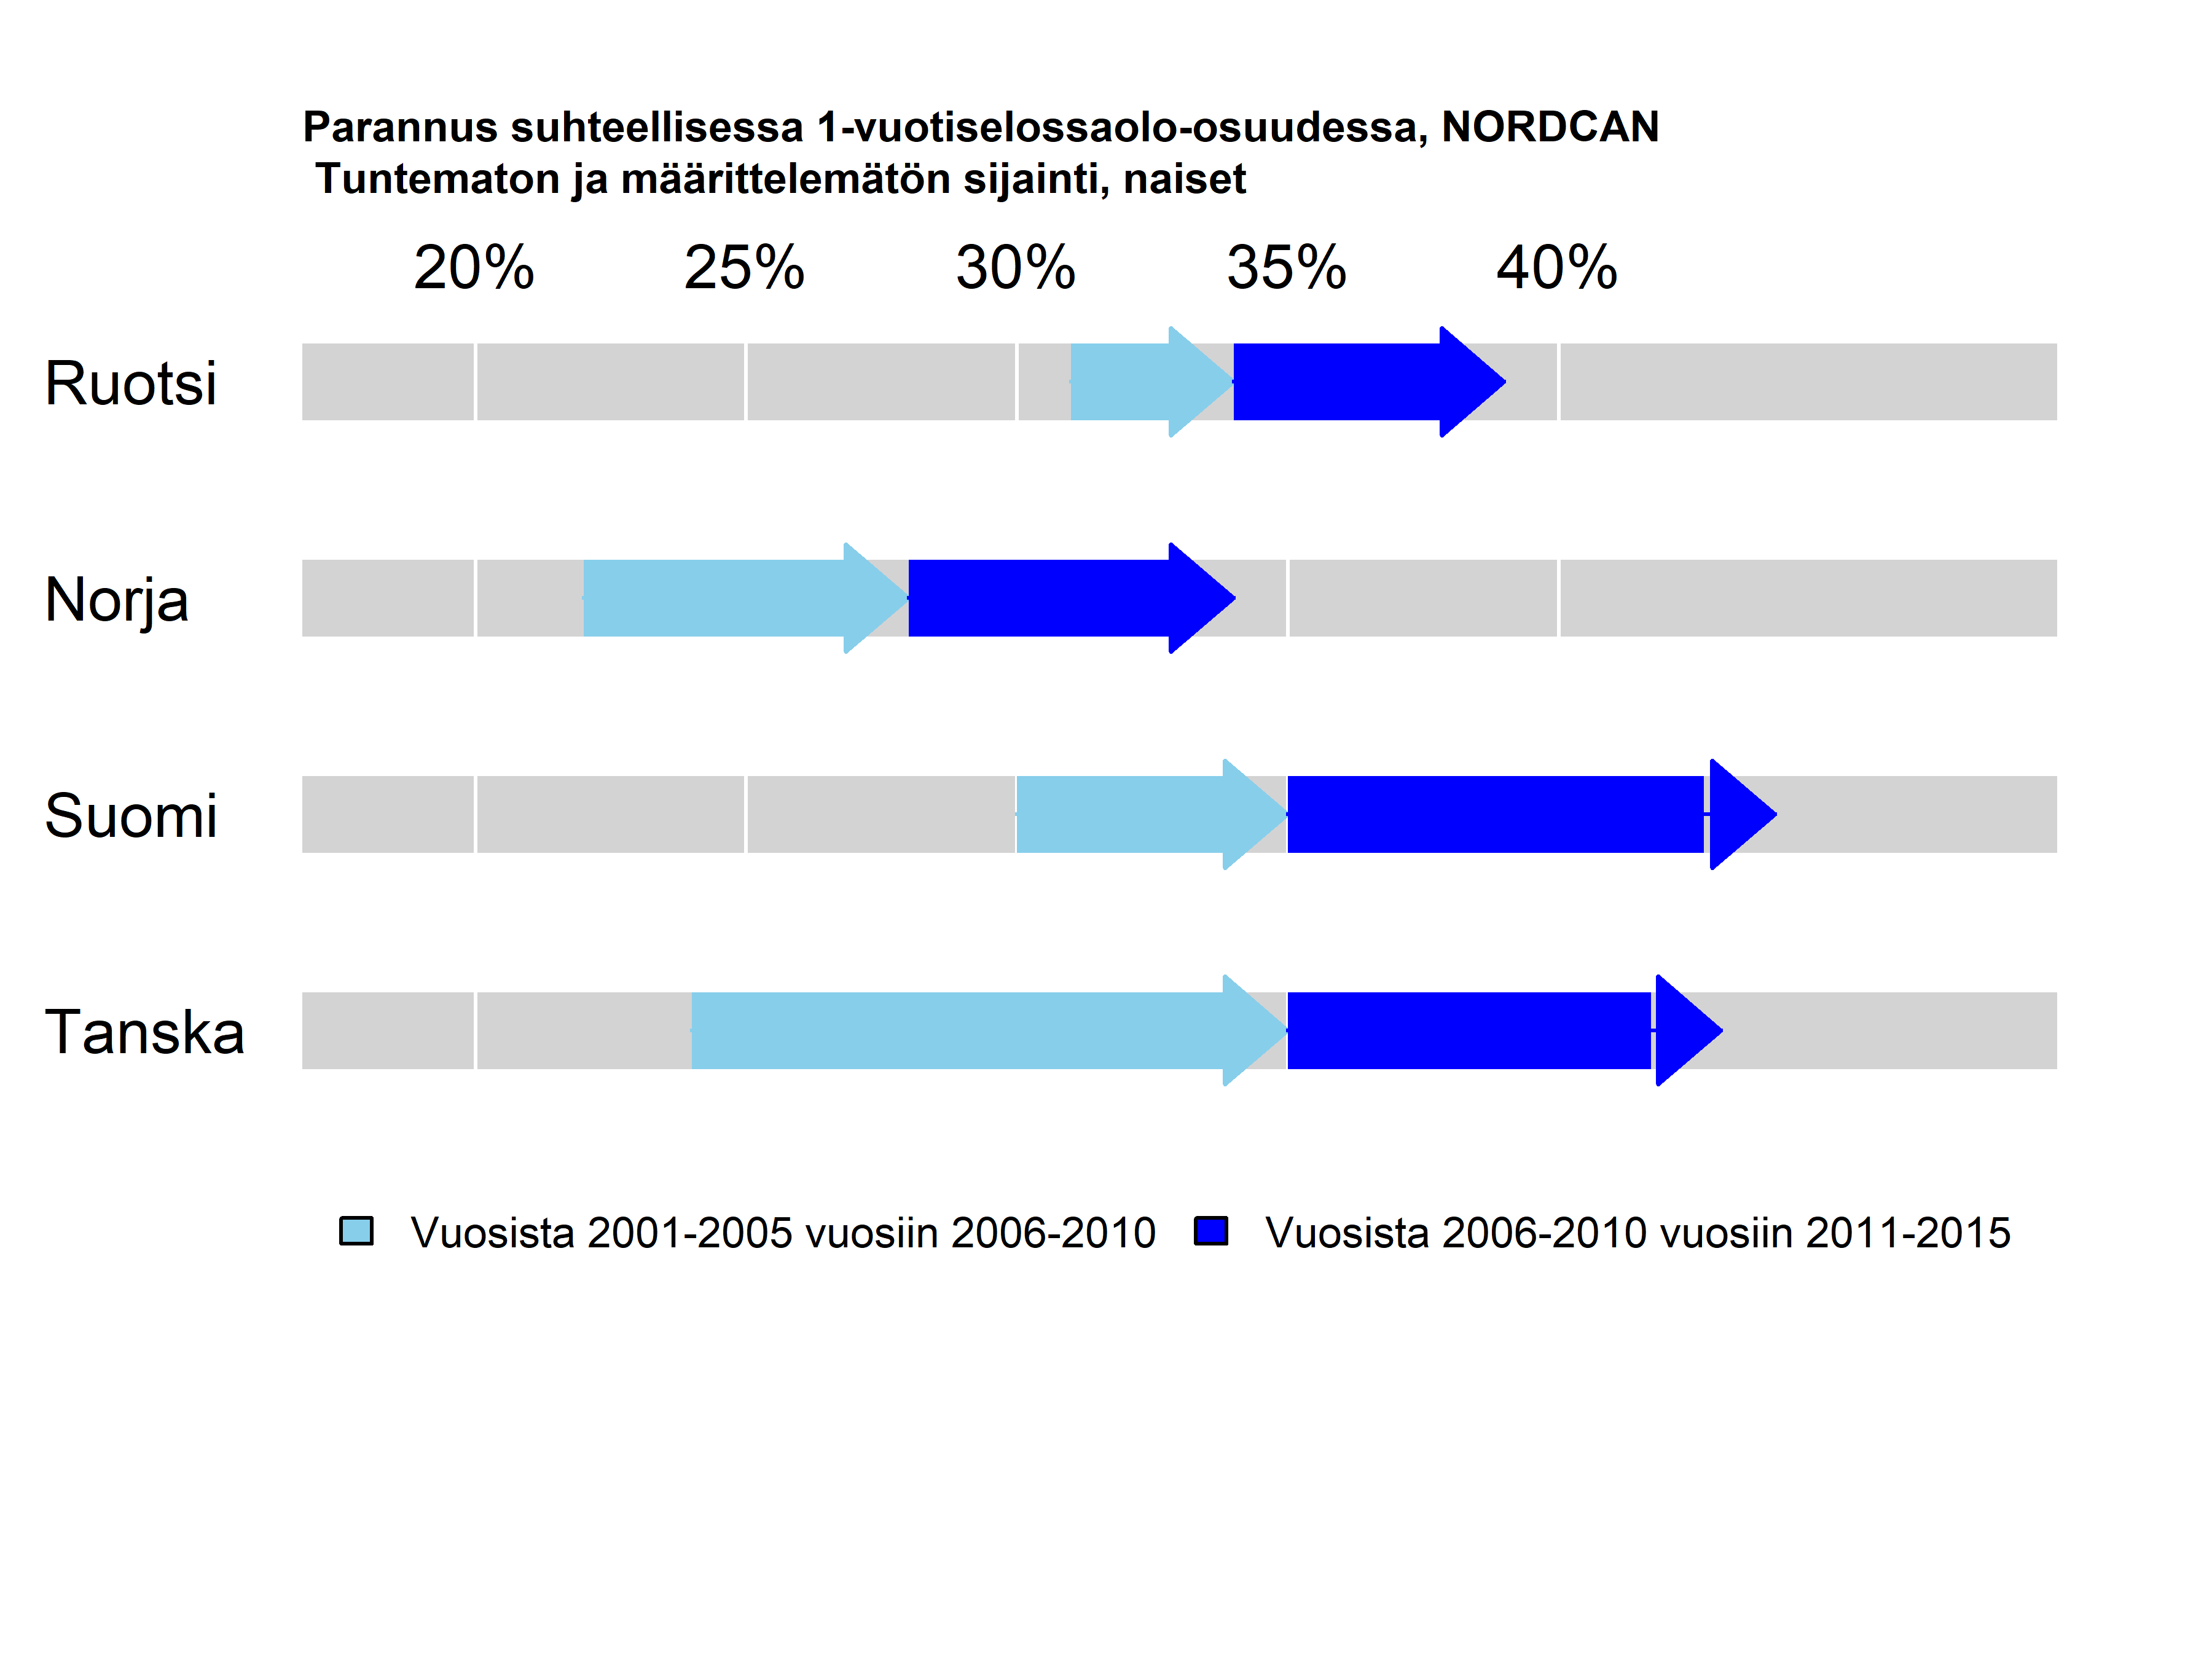 Parannus suhteellisessa 1-vuotiselossaolo-osuudessa, NORDCAN
Tuntematon ja määrittelemätön sijainti, naiset
20% 25% 30% 35% 40%
Ruotsi
Norja
Suomi
Tanska
Vuosista 2001-2005 vuosiin 2006-2010 Vuosista 2006-2010 vuosiin 2011-2015